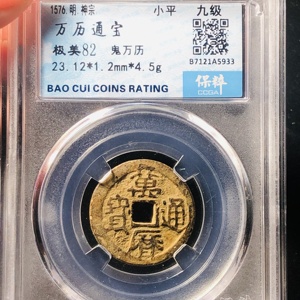 1576.明.神宗 小平 九级
万历通宝
极美82 鬼万历
23.12*1.2mm*4.5g
B7121A5933
保粹
CDSA
BAO CUI COINS RATING
萬
寶 通
曆